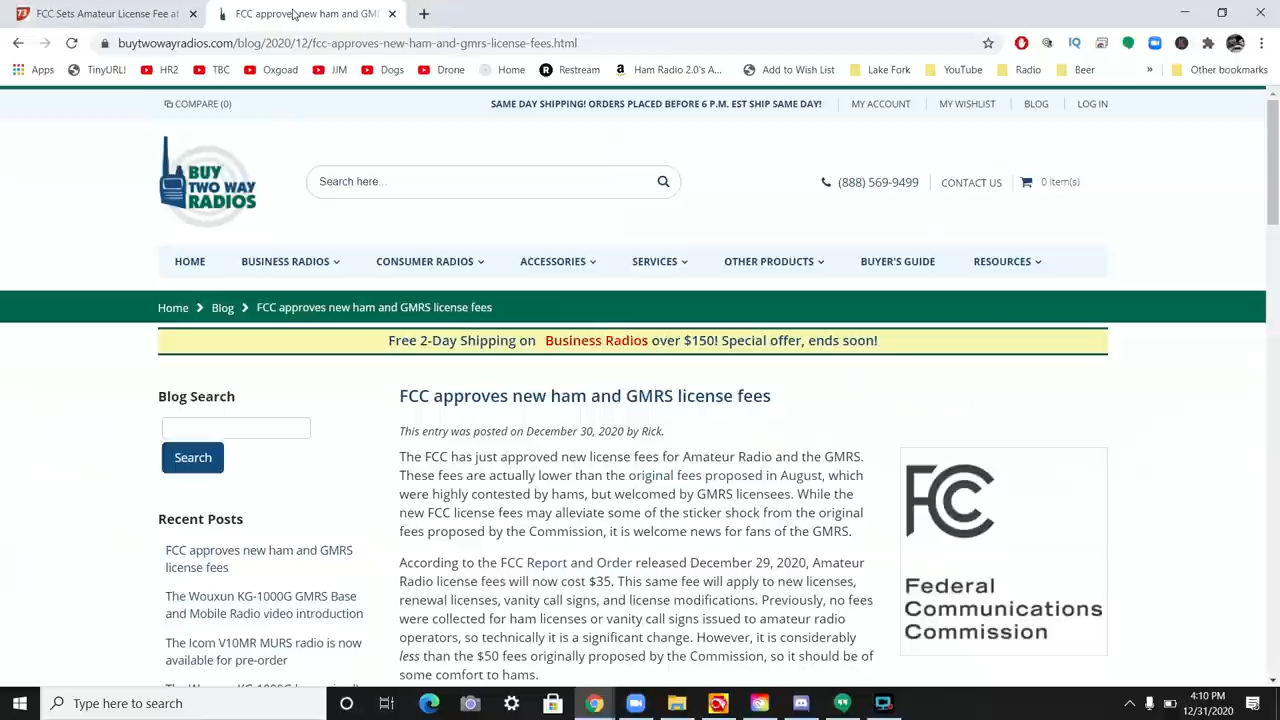 FCC Sets Amateur License Fee at
FCC approves new ham and GMR
buytwowayradios.com/blog/2020/12/fcc-approves-new-ham-and-gmrs-license-fees.html
Apps TinyURL! HR2 TBC Oxgoad JJM Dogs Drone Home Restream Ham Radio 2.0's A... Add to Wish List Lake Fork YouTube Radio Beer » Other bookmarks
COMPARE (0) SAME DAY SHIPPING! ORDERS PLACED BEFORE 6 P.M. EST SHIP SAME DAY! MY ACCOUNT MY WISHLIST BLOG LOG IN
BUY
TWO WAY
RADIOS
Search here...
(888) 569-9499 CONTACT US 0 Item(s)
HOME BUSINESS RADIOS CONSUMER RADIOS ACCESSORIES SERVICES OTHER PRODUCTS BUYER'S GUIDE RESOURCES
Home Blog FCC approves new ham and GMRS license fees
Free 2-Day Shipping on Business Radios over $150! Special offer, ends soon!
Blog Search
Search
Recent Posts
FCC approves new ham and GMRS
license fees
The Wouxun KG-1000G GMRS Base
and Mobile Radio video introduction
The Icom V10MR MURS radio is now
available for pre-order
FCC approves new ham and GMRS license fees
This entry was posted on December 30, 2020 by Rick.
The FCC has just approved new license fees for Amateur Radio and the GMRS.
These fees are actually lower than the original fees proposed in August, which
were highly contested by hams, but welcomed by GMRS licensees. While the
new FCC license fees may alleviate some of the sticker shock from the original
fees proposed by the Commission, it is welcome news for fans of the GMRS.
According to the FCC Report and Order released December 29, 2020, Amateur
Radio license fees will now cost $35. This same fee will apply to new licenses,
renewal licenses, vanity call signs, and license modifications. Previously, no fees
were collected for ham licenses or vanity call signs issued to amateur radio
operators, so technically it is a significant change. However, it is considerably
less than the $50 fees originally proposed by the Commission, so it should be of
some comfort to hams.
FCC
Federal
Communications
Commission
Type here to search
4:10 PM
12/31/2020